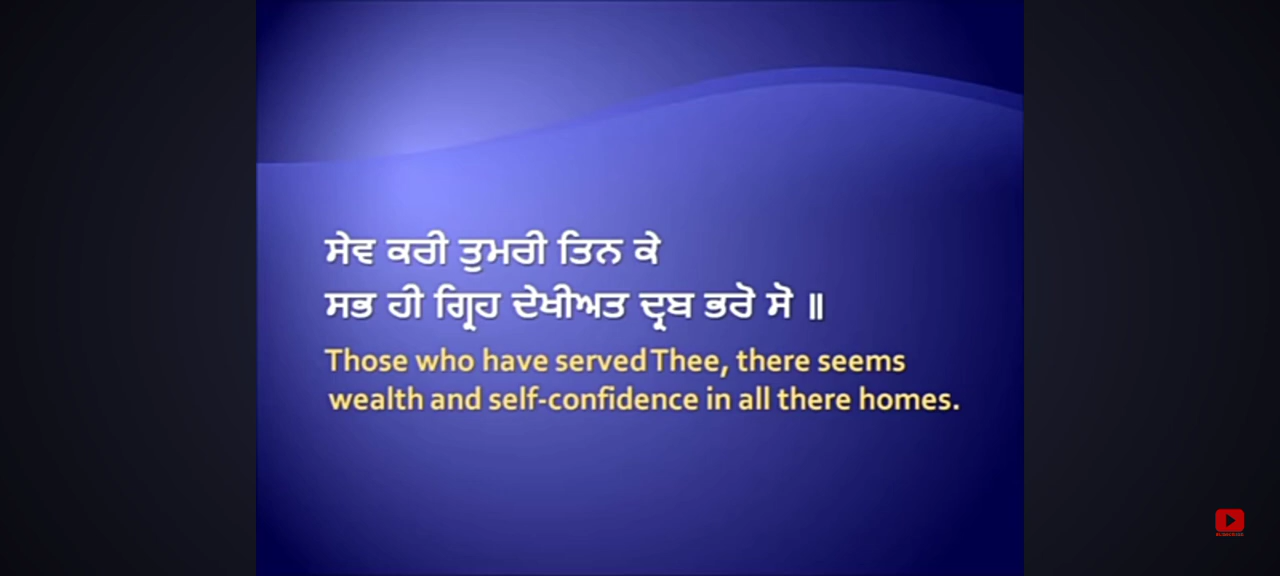 ਸੇਵ ਕਰੀ ਤੁਮਰੀ ਤਿਨ ਕੇ
ਸਭ ਹੀ ਗ੍ਰਿਹ ਦੇਖੀਅਤ ਦ੍ਰਬ ਭਰੋ ਸੋ ॥
Those who have served Thee, there seems
wealth and self-confidence in all there homes.